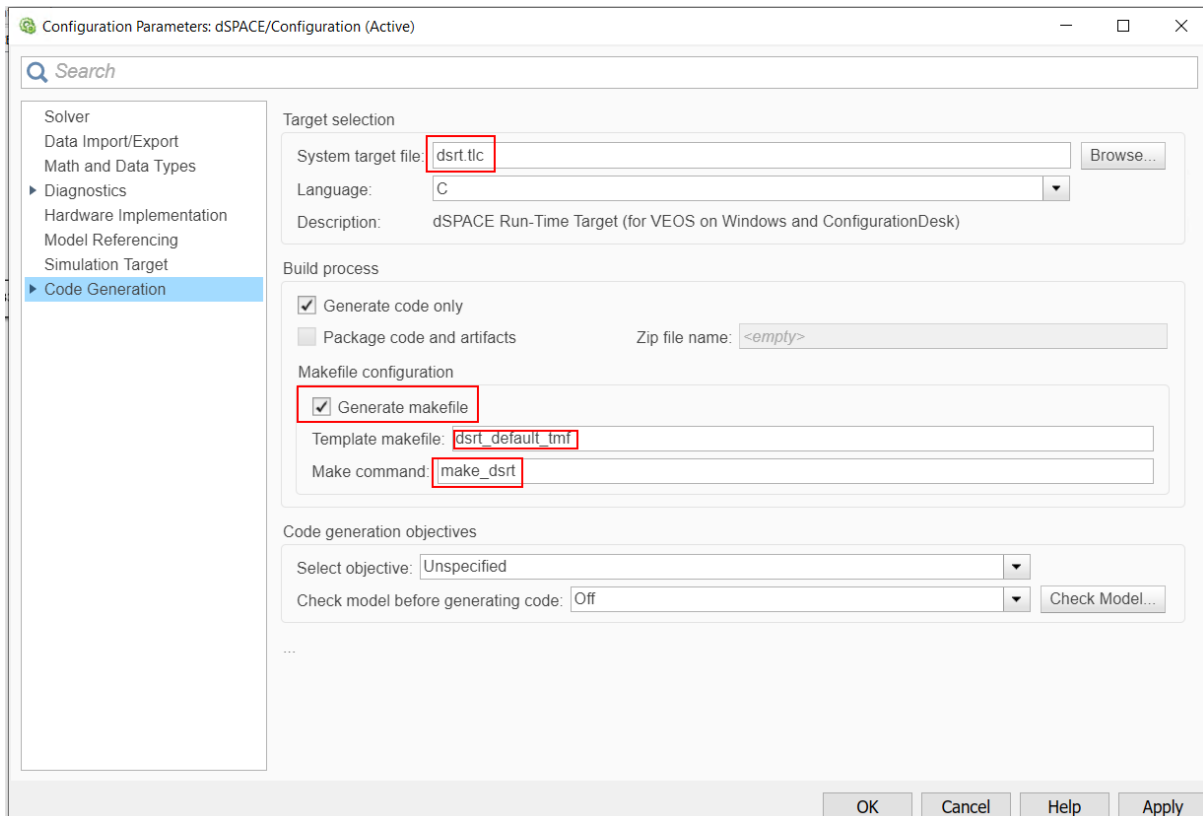 Configuration Parameters: dSPACE/Configuration (Active)
Search
Solver
Data Import/Export
Math and Data Types
Diagnostics
Hardware Implementation
Model Referencing
Simulation Target
Code Generation
Target selection
System target file: dsrt.tlc Browse...
Language: C
Description: dSPACE Run-Time Target (for VEOS on Windows and ConfigurationDesk)
Build process
Generate code only
Package code and artifacts Zip file name: <empty>
Makefile configuration
Generate makefile
Template makefile: dsrt_default_tmf
Make command: make_dsrt
Code generation objectives
Select objective: Unspecified
Check model before generating code: Off Check Model...
...
OK Cancel Help Apply